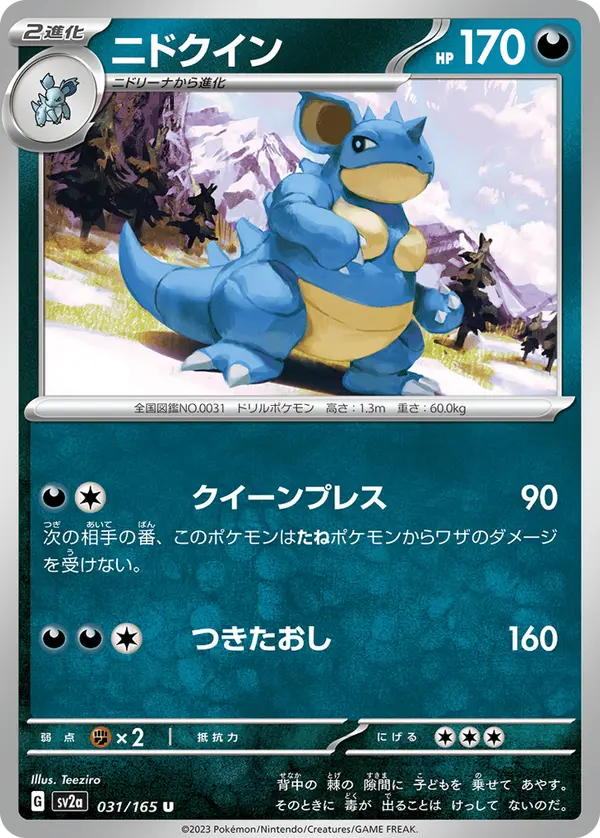 2進化
ニドクイン
HP 170
ニドリーナから進化
全国図鑑NO.0031 ドリルポケモン 高さ：1.3m 重さ：60.0kg
クイーンプレス 90
次の相手の番、このポケモンはたねポケモンからワザのダメージ
を受けない。
つきたおし 160
弱点 ×2 抵抗力 にげる
Illus. Teeziro
背中の 棘の 隙間に 子どもを 乗せて あやす。
そのときに 毒が 出ることは けっして ないのだ。
G sv2a 031/165 U
©2023 Pokémon/Nintendo/Creatures/GAME FREAK.